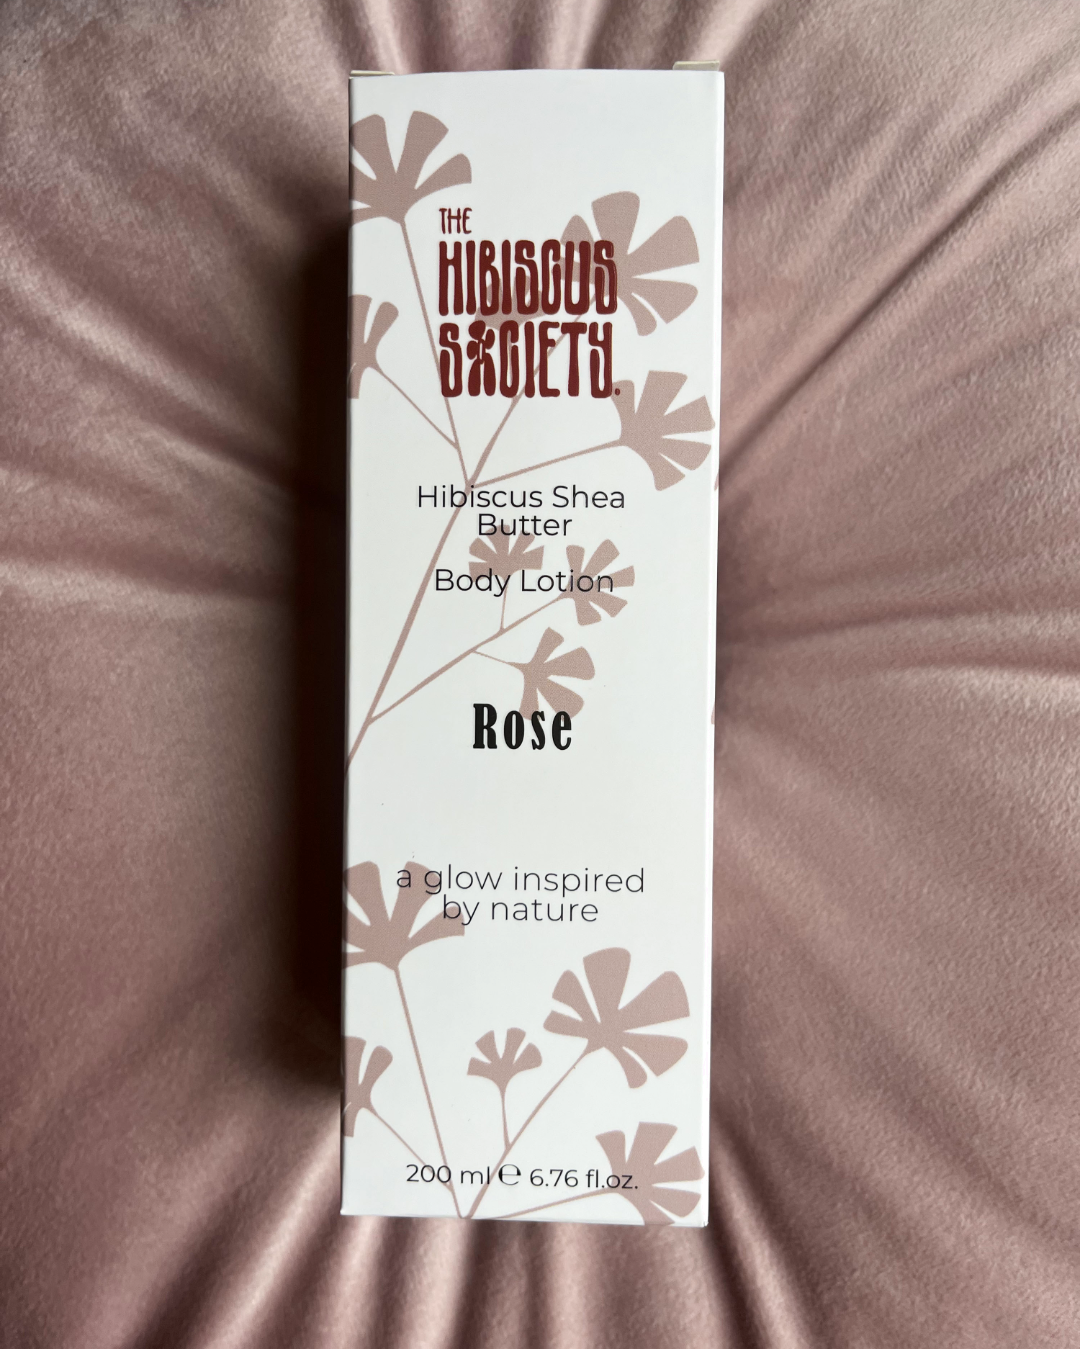 THE
HIBISCUS
SOCIETY.
Hibiscus Shea
Butter
Body Lotion
Rose
a glow inspired
by nature
200 ml ℮ 6.76 fl.oz.